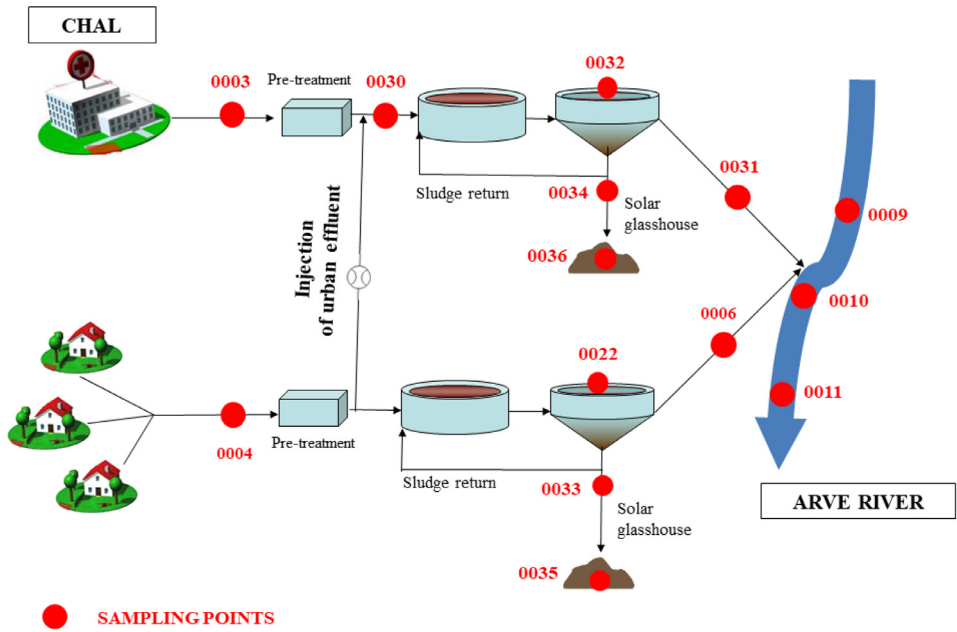 CHAL
0003
Pre-treatment
0030
0032
0031
0009
Sludge return
0034
Solar
glasshouse
0036
Injection
of urban effluent
0010
0006
0022
0011
0004
Pre-treatment
Sludge return
0033
Solar
glasshouse
ARVE RIVER
0035
SAMPLING POINTS